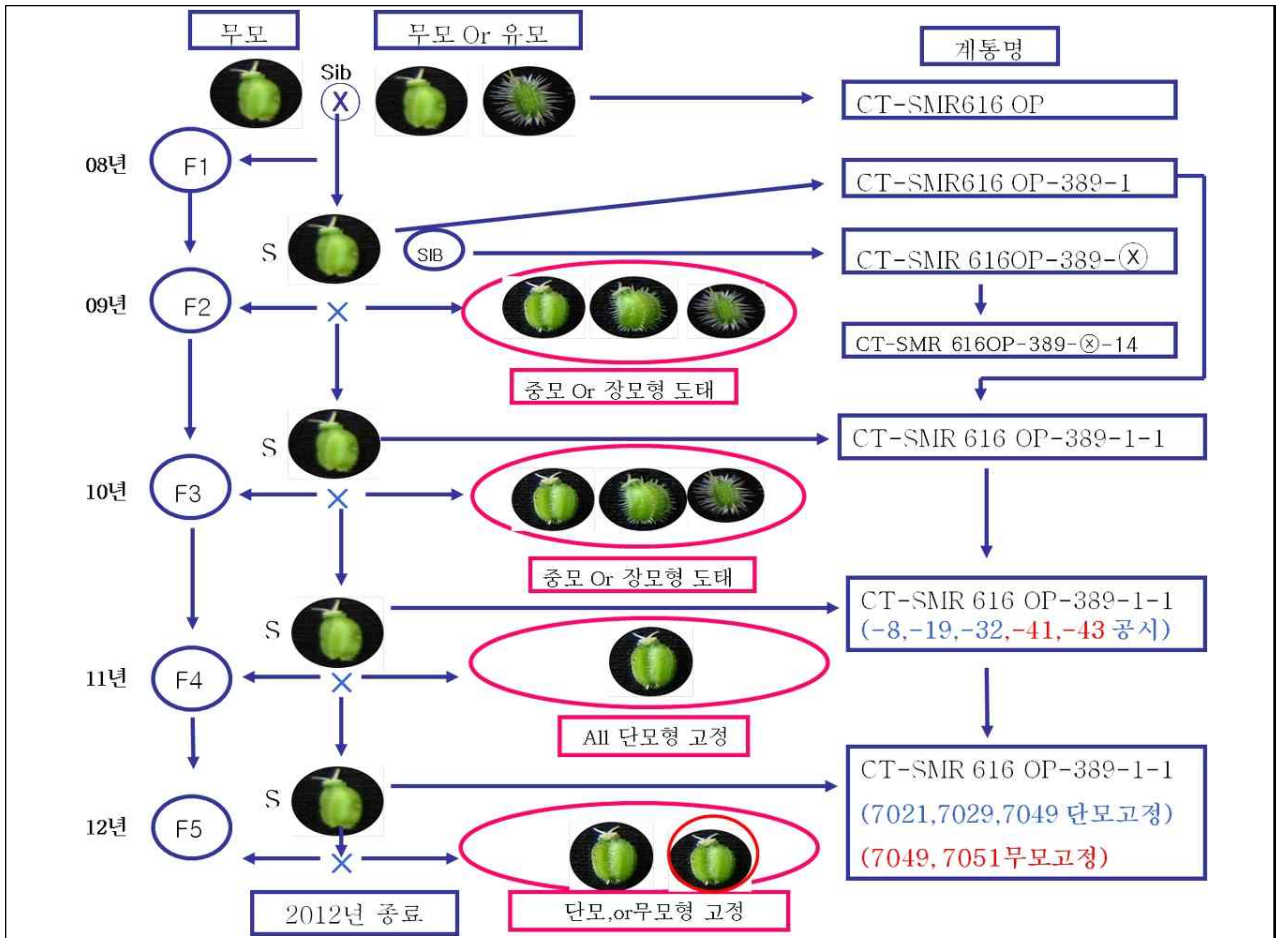 무모
무모 Or 유모
계통명
Sib
X
CT-SMR616 OP
08년
F1
CT-SMR616 OP-389-1
S
SIB
CT-SMR 616OP-389-ⓧ
09년
F2
CT-SMR 616OP-389-ⓧ-14
중모 Or 장모형 도태
S
CT-SMR 616 OP-389-1-1
10년
F3
중모 Or 장모형 도태
CT-SMR 616 OP-389-1-1
(-8,-19,-32,-41,-43 공시)
S
11년
F4
All 단모형 고정
CT-SMR 616 OP-389-1-1
(7021,7029,7049 단모고정)
(7049, 7051무모고정)
S
12년
F5
2012년 종료
단모,or무모형 고정